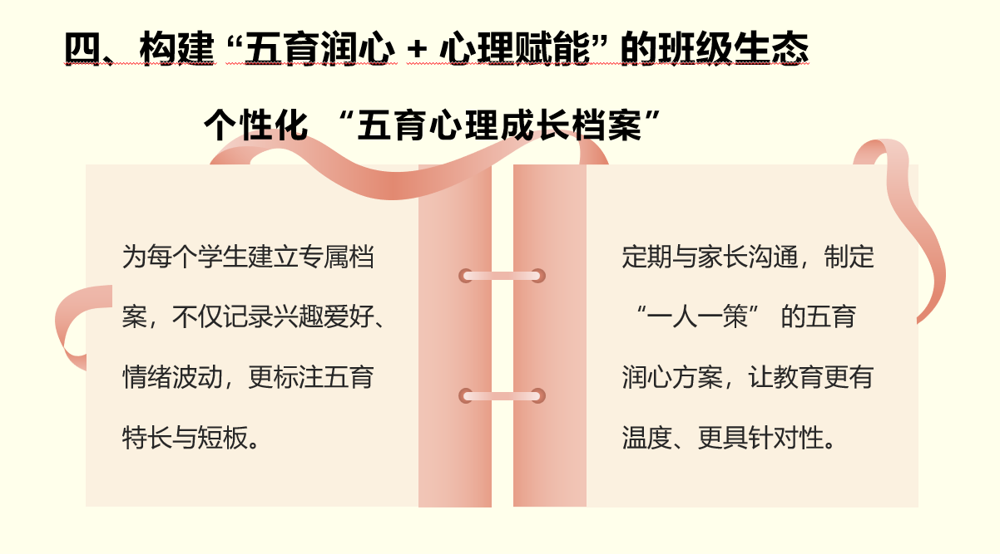 四、构建 “五育润心 + 心理赋能” 的班级生态
个性化 “五育心理成长档案”
为每个学生建立专属档
案，不仅记录兴趣爱好、
情绪波动，更标注五育
特长与短板。
定期与家长沟通，制定
“一人一策” 的五育
润心方案，让教育更有
温度、更具针对性。